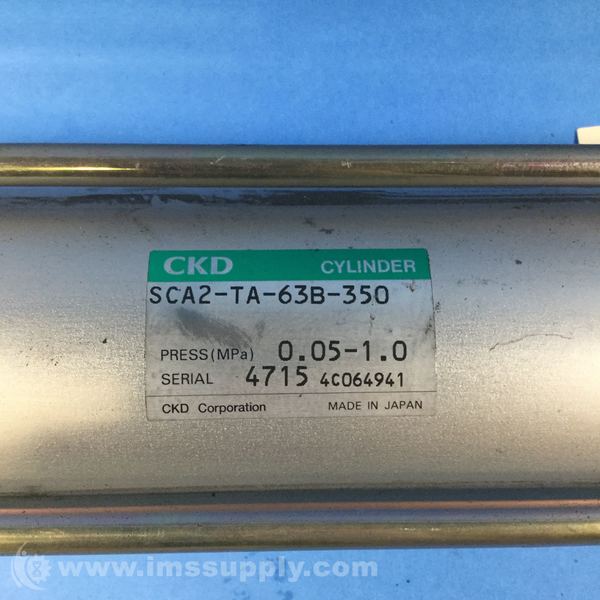 CKD CYLINDER
SCA2-TA-63B-350
PRESS(MPa) 0.05-1.0
SERIAL 4715 4C064941
CKD Corporation MADE IN JAPAN
www.imssupply.com/